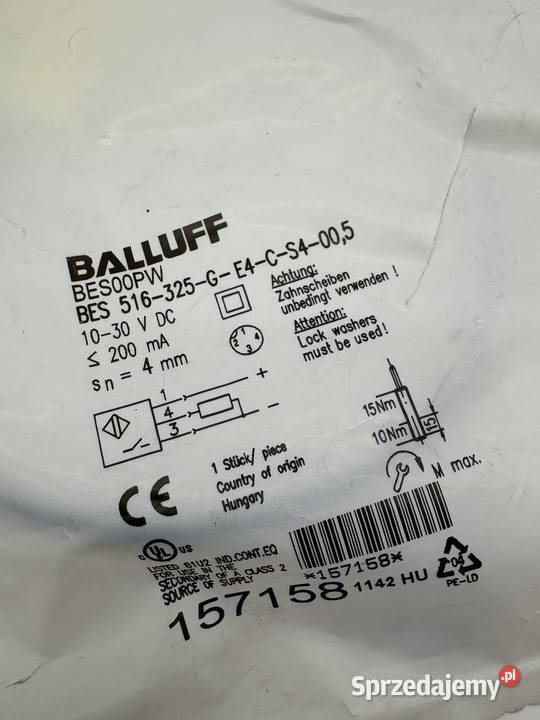 BALLUFF
BES00PW
BES 516-325-G-E4-C-S4-00,5
10-30 V DC
≤ 200 mA
sn = 4 mm
Achtung:
Zahnscheiben
unbedingt verwenden !
Attention:
Lock washers
must be used!
1
4
3
+
-
15Nm
10Nm
15
M max.
1 Stück/ piece
Country of origin
Hungary
CE
c UL US
LISTED 81U2 IND.CONT.EQ
FOR USE IN THE
SECONDARY OF A CLASS 2
SOURCE OF SUPPLY
*157158*
157158 1142 HU
04
PE-LD
Sprzedajemy.pl